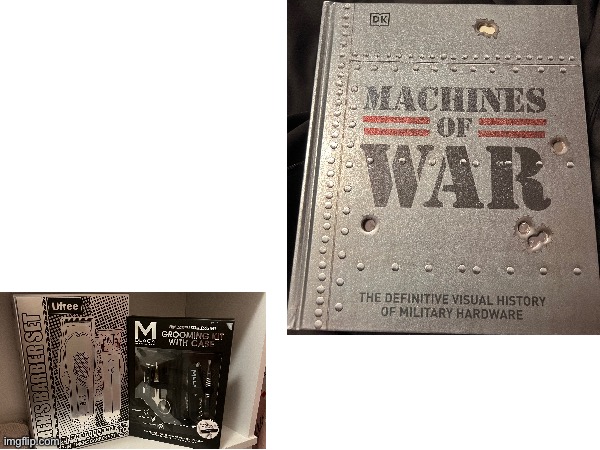 DK
MACHINES
OF
WAR
THE DEFINITIVE VISUAL HISTORY
OF MILITARY HARDWARE
Ufree
MEN'S BARBER SET
M
BLACK
GROOMING KIT
WITH CASE
imgflip.com